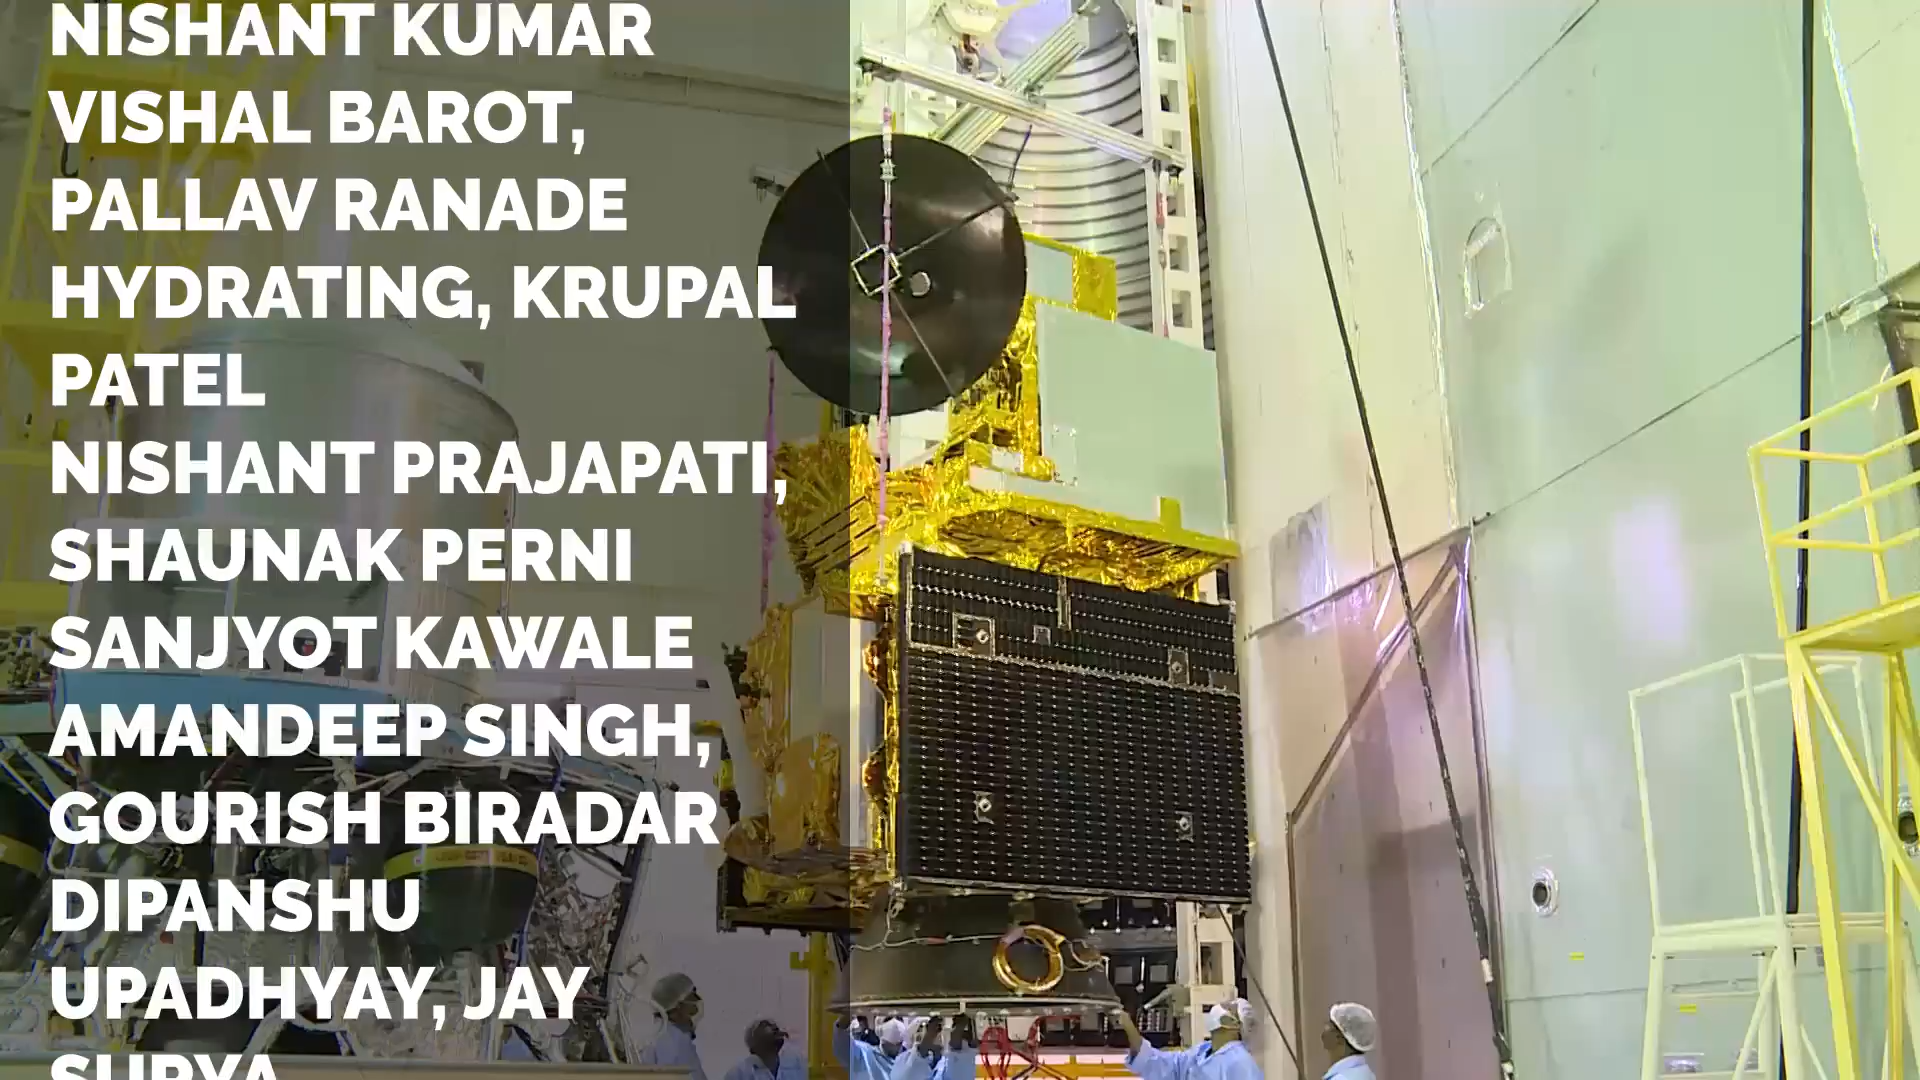 NISHANT KUMAR
VISHAL BAROT,
PALLAV RANADE
HYDRATING, KRUPAL
PATEL
NISHANT PRAJAPATI,
SHAUNAK PERNI
SANJYOT KAWALE
AMANDEEP SINGH,
GOURISH BIRADAR
DIPANSHU
UPADHYAY, JAY
SURYA